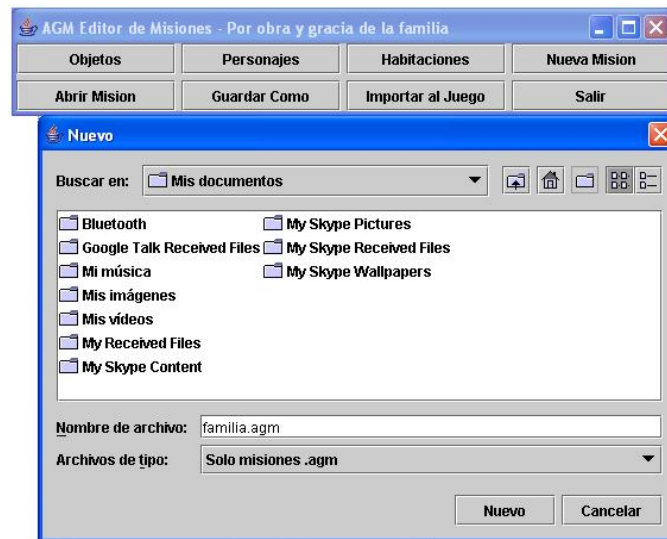 AGM Editor de Misiones - Por obra y gracia de la familia
Objetos Personajes Habitaciones Nueva Mision
Abrir Mision Guardar Como Importar al Juego Salir
Nuevo
Buscar en: Mis documentos
Bluetooth My Skype Pictures
Google Talk Received Files My Skype Received Files
Mi música My Skype Wallpapers
Mis imágenes
Mis vídeos
My Received Files
My Skype Content
Nombre de archivo: familia.agm
Archivos de tipo: Solo misiones .agm
Nuevo Cancelar